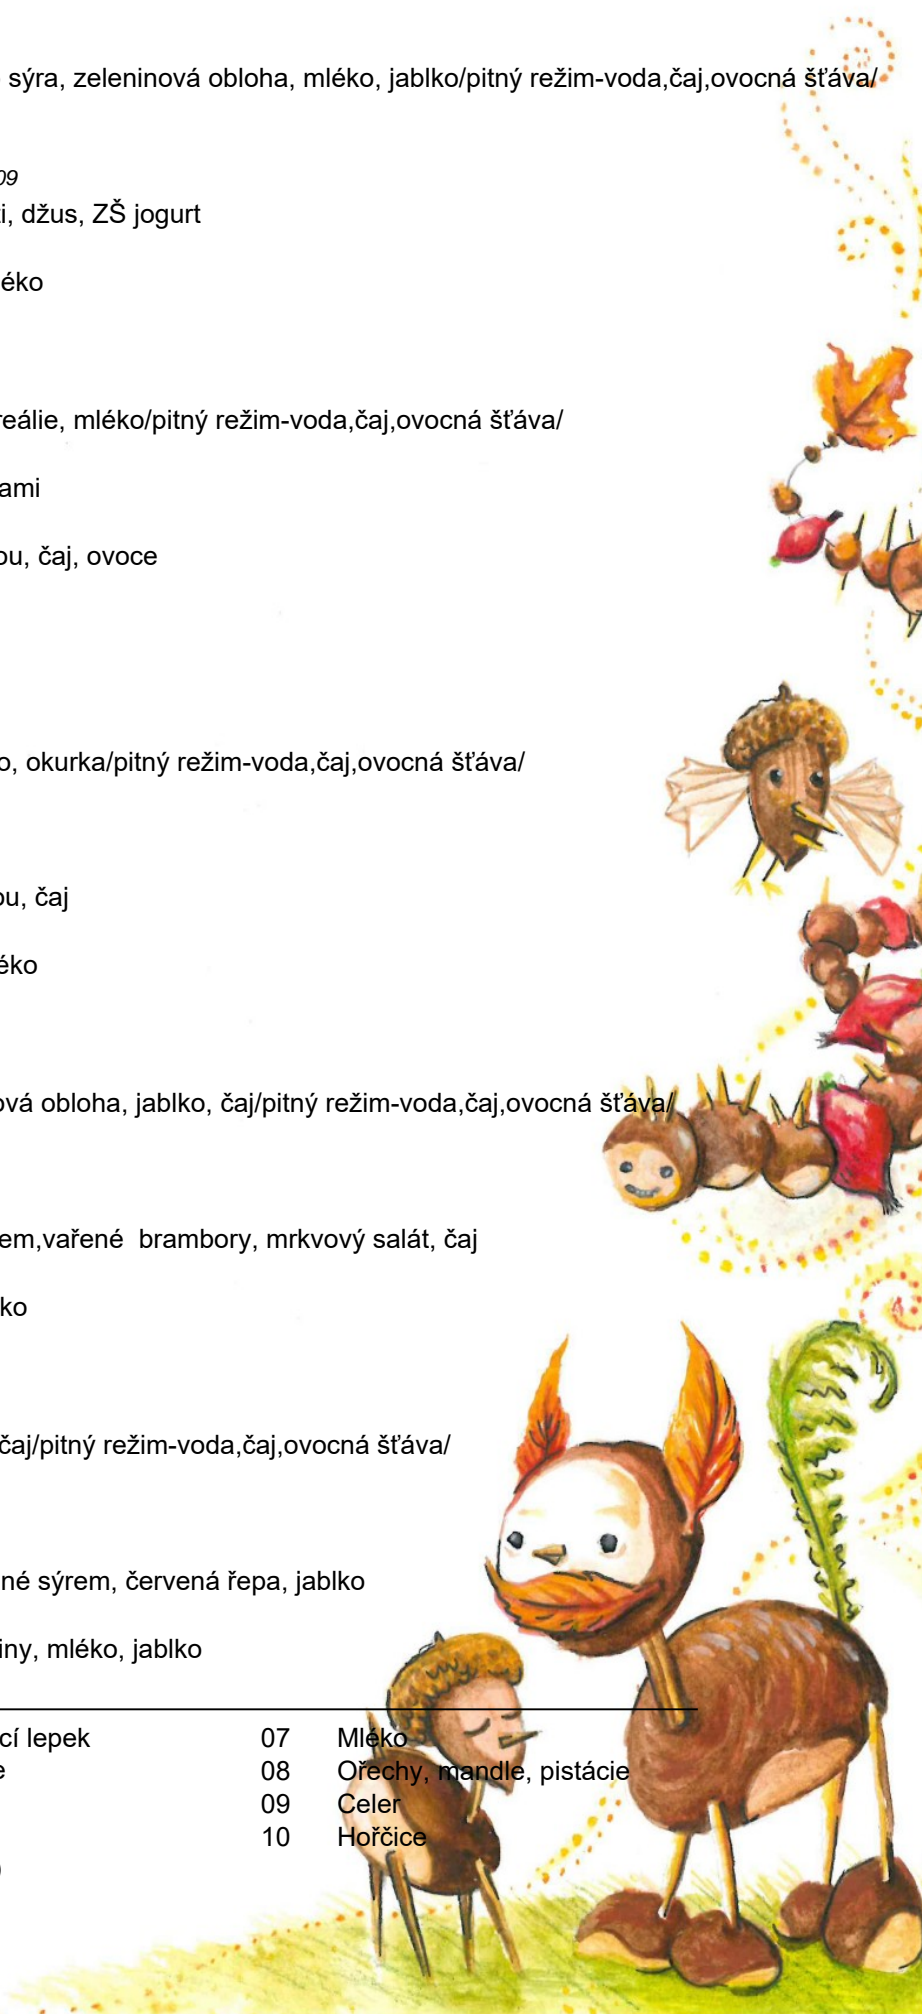 sýra, zeleninová obloha, mléko, jablko/pitný režim-voda,čaj,ovocná šťáva/
09
i, džus, ZŠ jogurt
éko
reálie, mléko/pitný režim-voda,čaj,ovocná šťáva/
ami
ou, čaj, ovoce
o, okurka/pitný režim-voda,čaj,ovocná šťáva/
ou, čaj
éko
ová obloha, jablko, čaj/pitný režim-voda,čaj,ovocná šťáva/
em,vařené  brambory, mrkvový salát, čaj
ko
čaj/pitný režim-voda,čaj,ovocná šťáva/
né sýrem, červená řepa, jablko
iny, mléko, jablko
cí lepek 07 Mléko
e 08 Ořechy, mandle, pistácie
09 Celer
10 Hořčice
)